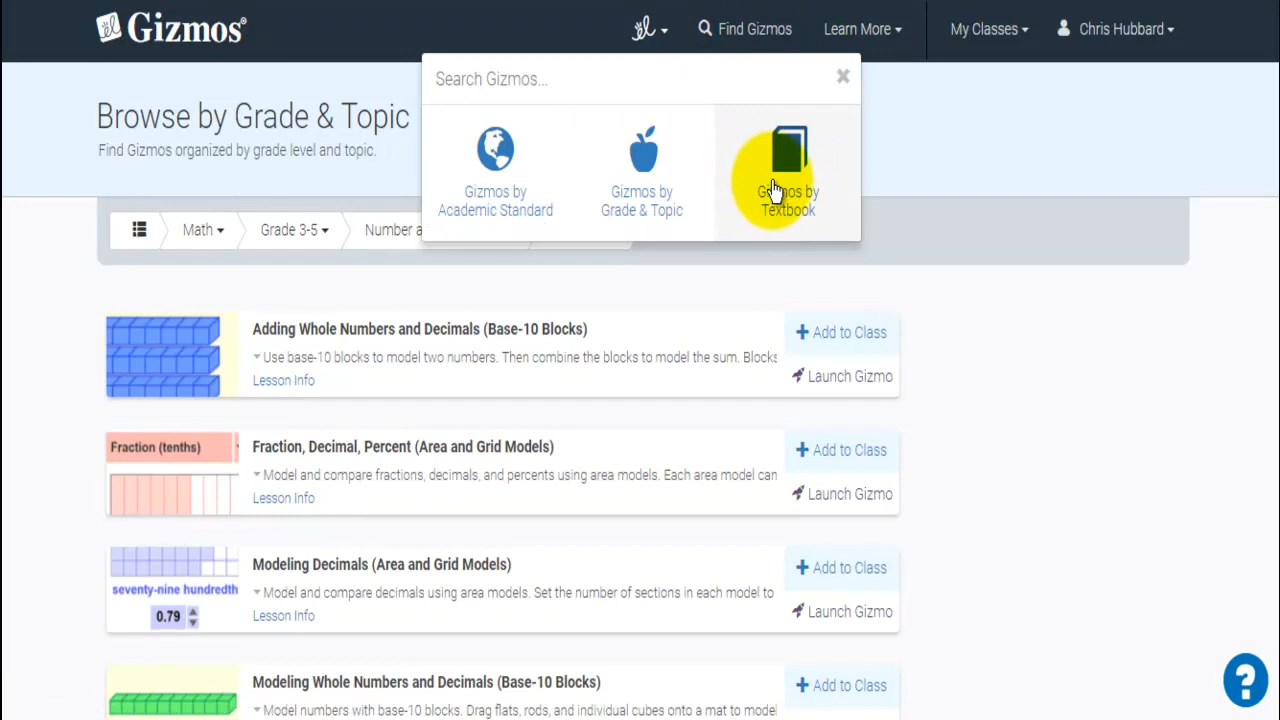 Gizmos®
Find Gizmos
Learn More
My Classes
Chris Hubbard
Search Gizmos...
Browse by Grade & Topic
Find Gizmos organized by grade level and topic.
Gizmos by
Academic Standard
Gizmos by
Grade & Topic
Gizmos by
Textbook
Math
Grade 3-5
Number a
Adding Whole Numbers and Decimals (Base-10 Blocks)
Use base-10 blocks to model two numbers. Then combine the blocks to model the sum. Blocks
Lesson Info
Add to Class
Launch Gizmo
Fraction (tenths)
Fraction, Decimal, Percent (Area and Grid Models)
Model and compare fractions, decimals, and percents using area models. Each area model can
Lesson Info
Add to Class
Launch Gizmo
seventy-nine hundredth
0.79
Modeling Decimals (Area and Grid Models)
Model and compare decimals using area models. Set the number of sections in each model to
Lesson Info
Add to Class
Launch Gizmo
Modeling Whole Numbers and Decimals (Base-10 Blocks)
Model numbers with base-10 blocks. Drag flats, rods, and individual cubes onto a mat to model
Add to Class
?